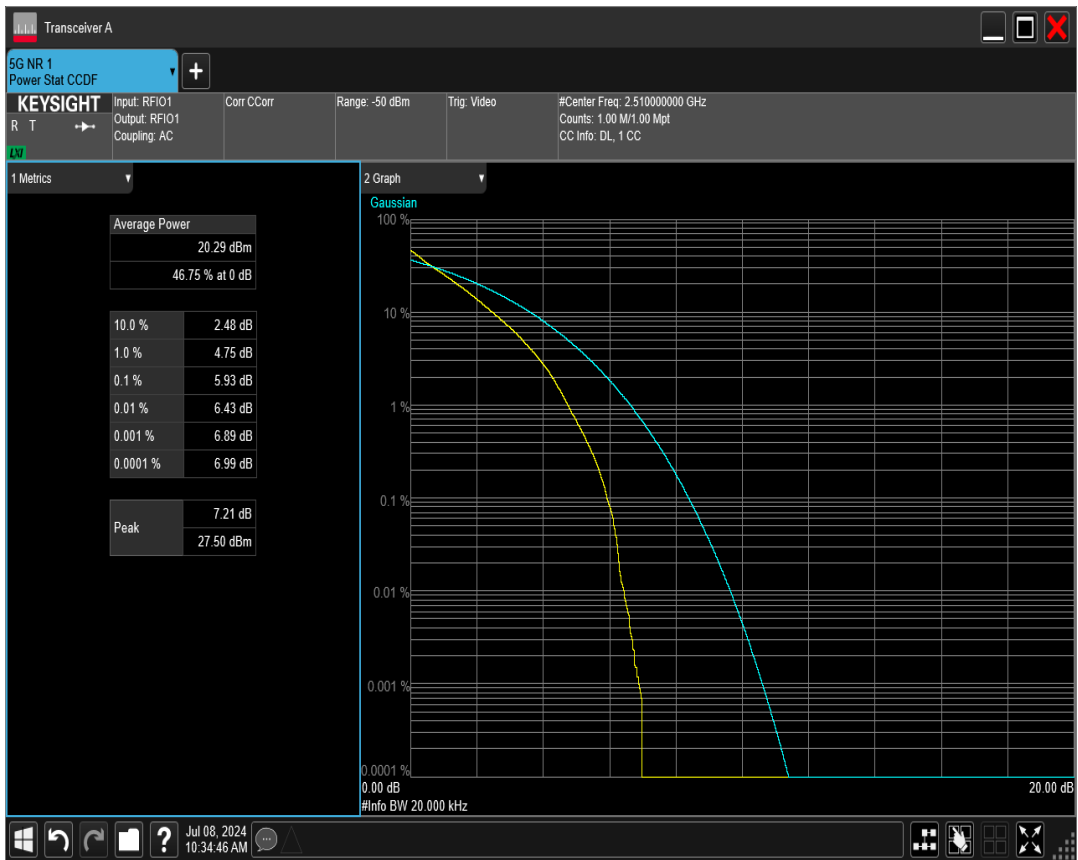 Transceiver A
5G NR 1
Power Stat CCDF
+
KEYSIGHT
R T
LXI
Input: RFIO1
Output: RFIO1
Coupling: AC
Corr CCorr
Range: -50 dBm
Trig: Video
#Center Freq: 2.510000000 GHz
Counts: 1.00 M/1.00 Mpt
CC Info: DL, 1 CC
1 Metrics
Average Power
20.29 dBm
46.75 % at 0 dB
10.0 % 2.48 dB
1.0 % 4.75 dB
0.1 % 5.93 dB
0.01 % 6.43 dB
0.001 % 6.89 dB
0.0001 % 6.99 dB
Peak 7.21 dB
27.50 dBm
2 Graph
Gaussian
100 %
10 %
1 %
0.1 %
0.01 %
0.001 %
0.0001 %
0.00 dB 20.00 dB
#Info BW 20.000 kHz
?
Jul 08, 2024
10:34:46 AM